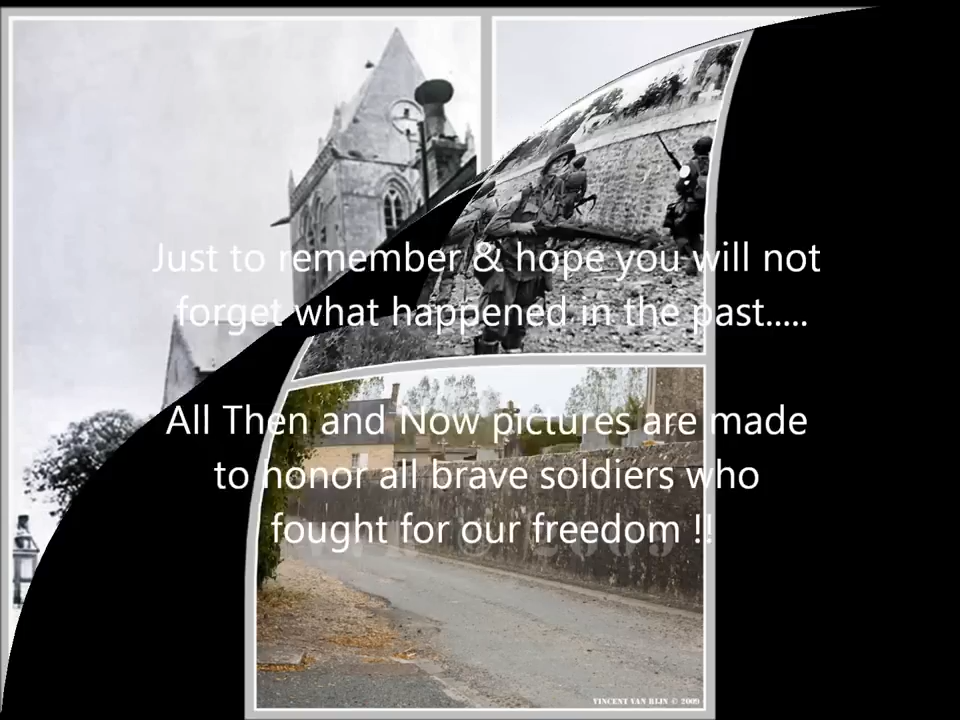 Just to remember & hope you will not
forget what happened in the past.....
All Then and Now pictures are made
to honor all brave soldiers who
fought for our freedom !!
© 2009
VINCENT VAN RIJN © 2009